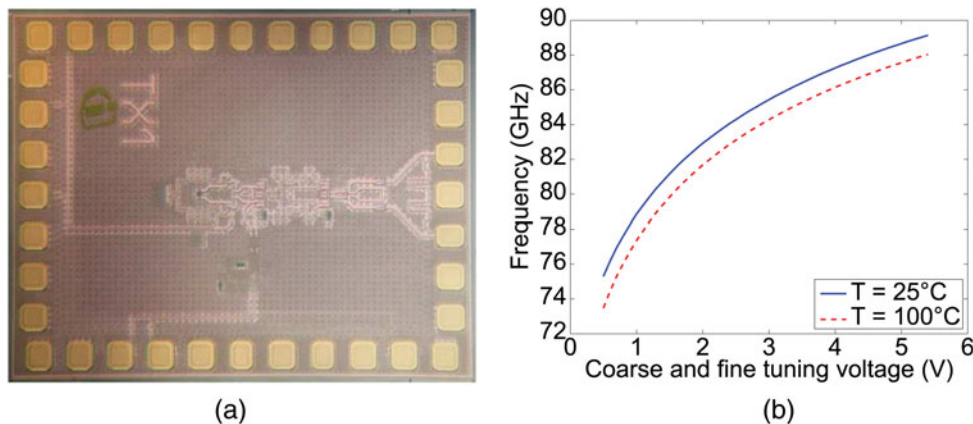 TX1
Frequency (GHz)
90
88
86
84
82
80
78
76
74
72
0 1 2 3 4 5 6
Coarse and fine tuning voltage (V)
T = 25°C
T = 100°C
(a)
(b)